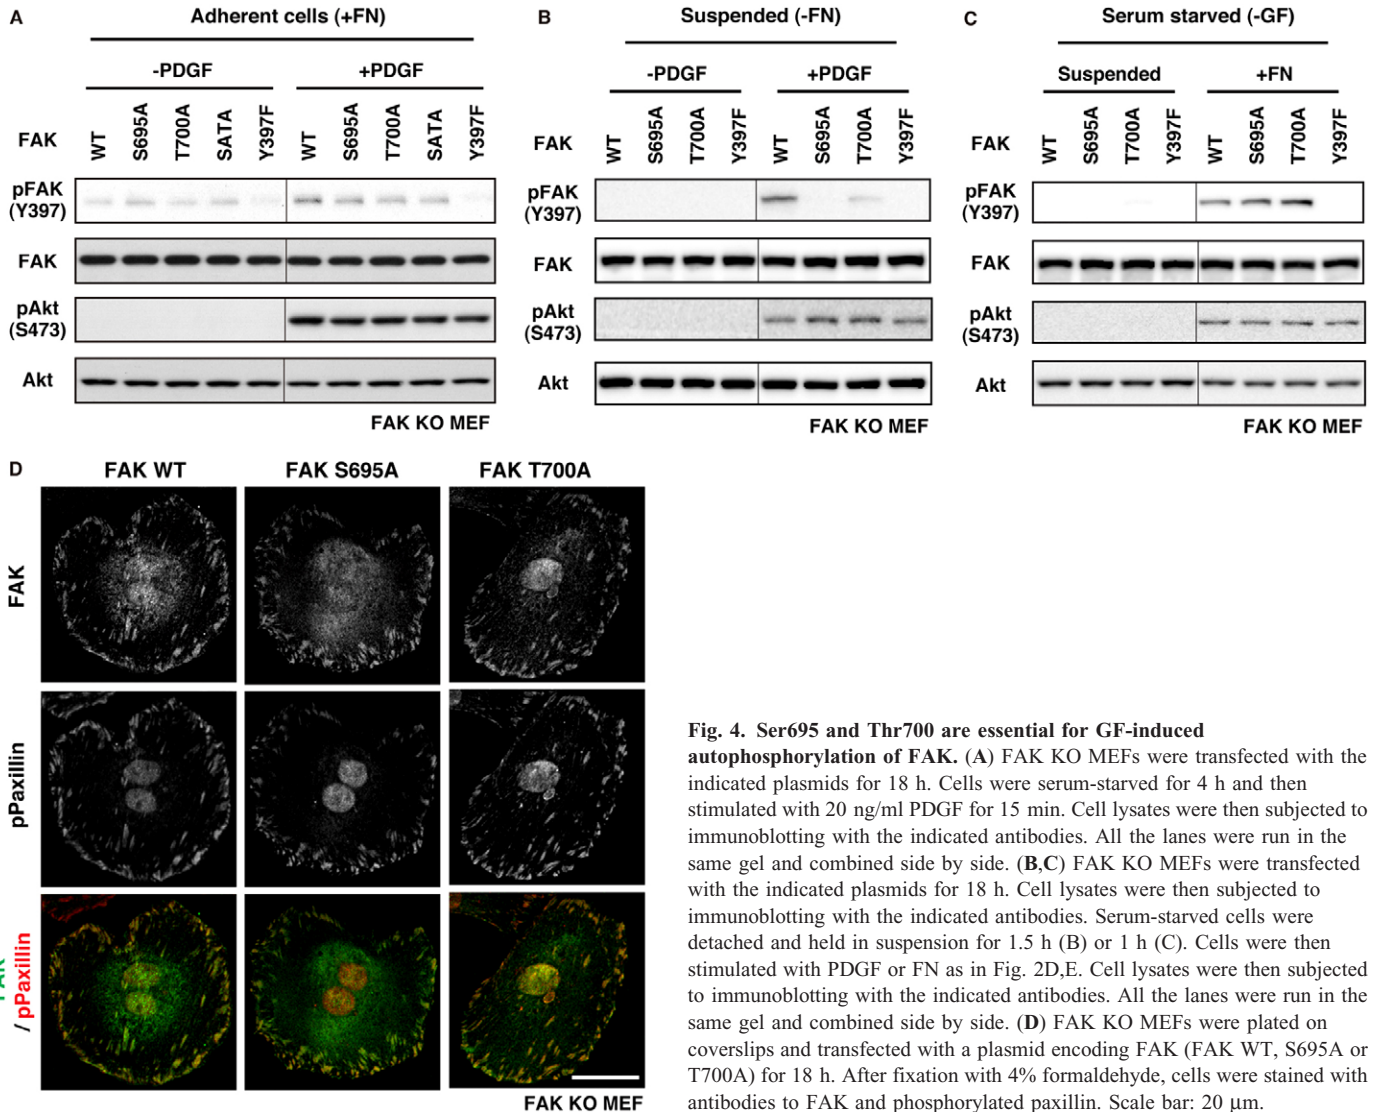 A
Adherent cells (+FN)
-PDGF
+PDGF
FAK
WT
S695A
T700A
SATA
Y397F
WT
S695A
T700A
SATA
Y397F
pFAK
(Y397)
FAK
pAkt
(S473)
Akt
FAK KO MEF
B
Suspended (-FN)
-PDGF
+PDGF
FAK
WT
S695A
T700A
Y397F
WT
S695A
T700A
Y397F
pFAK
(Y397)
FAK
pAkt
(S473)
Akt
FAK KO MEF
C
Serum starved (-GF)
Suspended
+FN
FAK
WT
S695A
T700A
Y397F
WT
S695A
T700A
Y397F
pFAK
(Y397)
FAK
pAkt
(S473)
Akt
FAK KO MEF
D
FAK WT
FAK S695A
FAK T700A
FAK
pPaxillin
FAK
/ pPaxillin
FAK KO MEF
Fig. 4. Ser695 and Thr700 are essential for GF-induced
autophosphorylation of FAK. (A) FAK KO MEFs were transfected with the
indicated plasmids for 18 h. Cells were serum-starved for 4 h and then
stimulated with 20 ng/ml PDGF for 15 min. Cell lysates were then subjected to
immunoblotting with the indicated antibodies. All the lanes were run in the
same gel and combined side by side. (B,C) FAK KO MEFs were transfected
with the indicated plasmids for 18 h. Cell lysates were then subjected to
immunoblotting with the indicated antibodies. Serum-starved cells were
detached and held in suspension for 1.5 h (B) or 1 h (C). Cells were then
stimulated with PDGF or FN as in Fig. 2D,E. Cell lysates were then subjected
to immunoblotting with the indicated antibodies. All the lanes were run in the
same gel and combined side by side. (D) FAK KO MEFs were plated on
coverslips and transfected with a plasmid encoding FAK (FAK WT, S695A or
T700A) for 18 h. After fixation with 4% formaldehyde, cells were stained with
antibodies to FAK and phosphorylated paxillin. Scale bar: 20 μm.